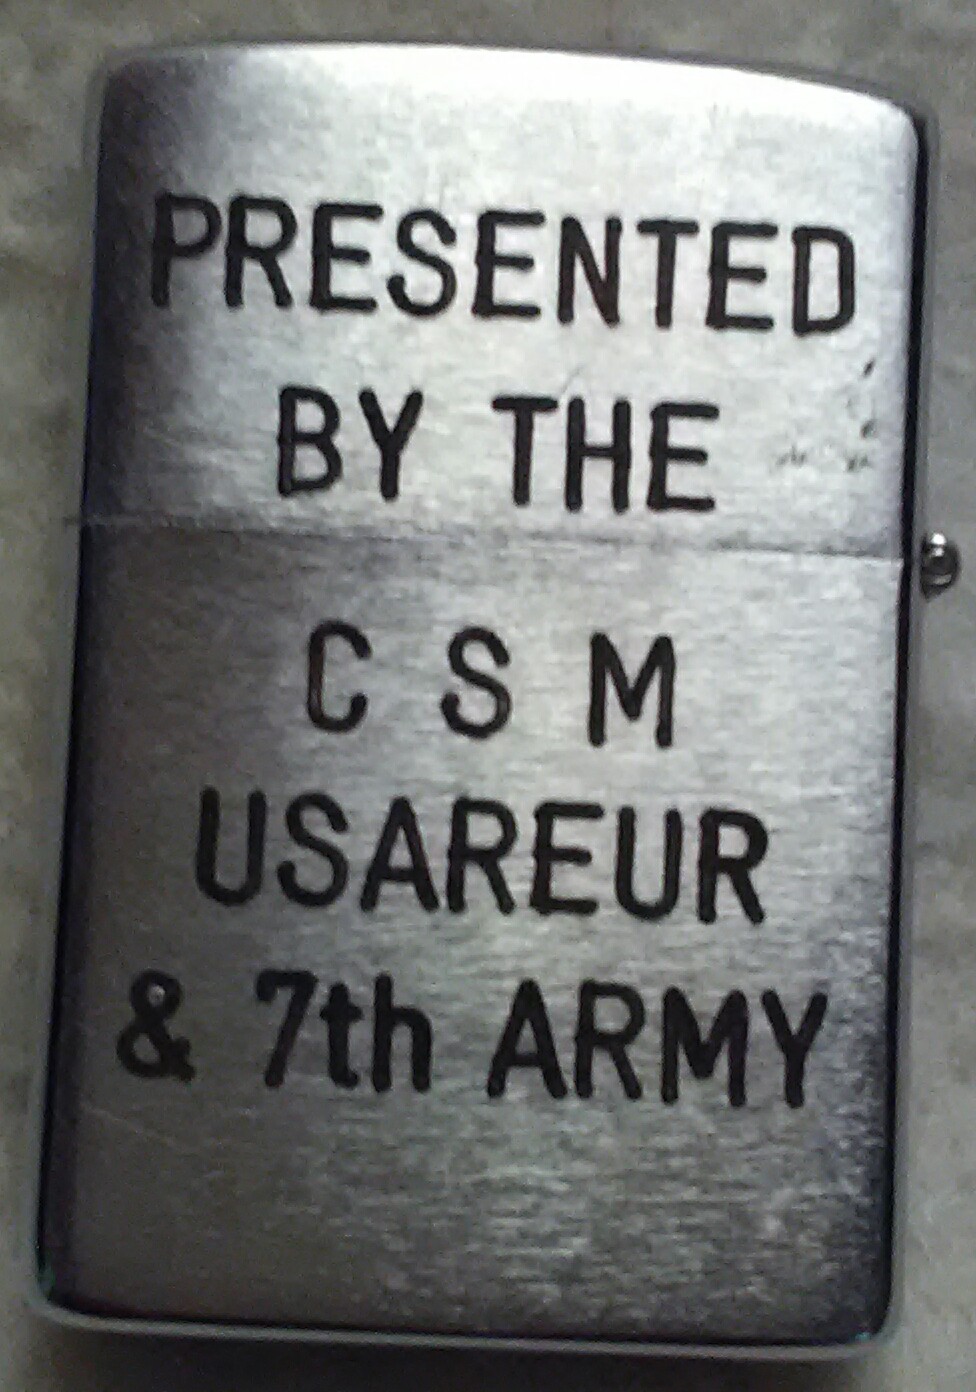 PRESENTED
BY THE
C S M
USAREUR
& 7th ARMY